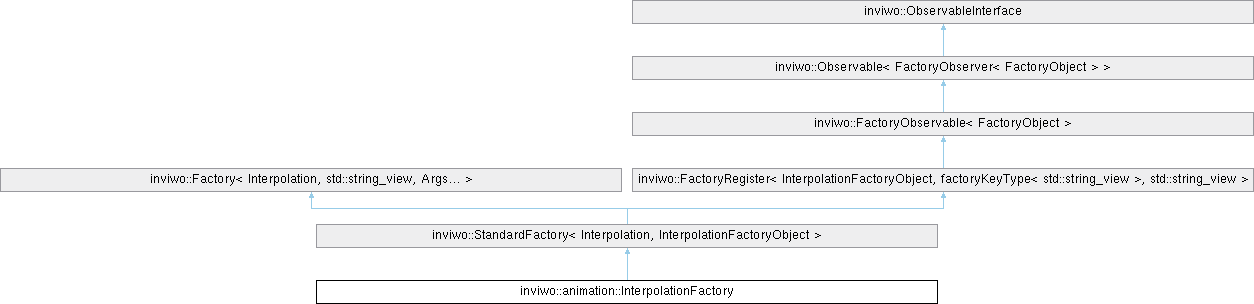 inviwo::ObservableInterface
inviwo::Observable< FactoryObserver< FactoryObject > >
inviwo::FactoryObservable< FactoryObject >
inviwo::Factory< Interpolation, std::string_view, Args... >
inviwo::FactoryRegister< InterpolationFactoryObject, factoryKeyType< std::string_view >, std::string_view >
inviwo::StandardFactory< Interpolation, InterpolationFactoryObject >
inviwo::animation::InterpolationFactory